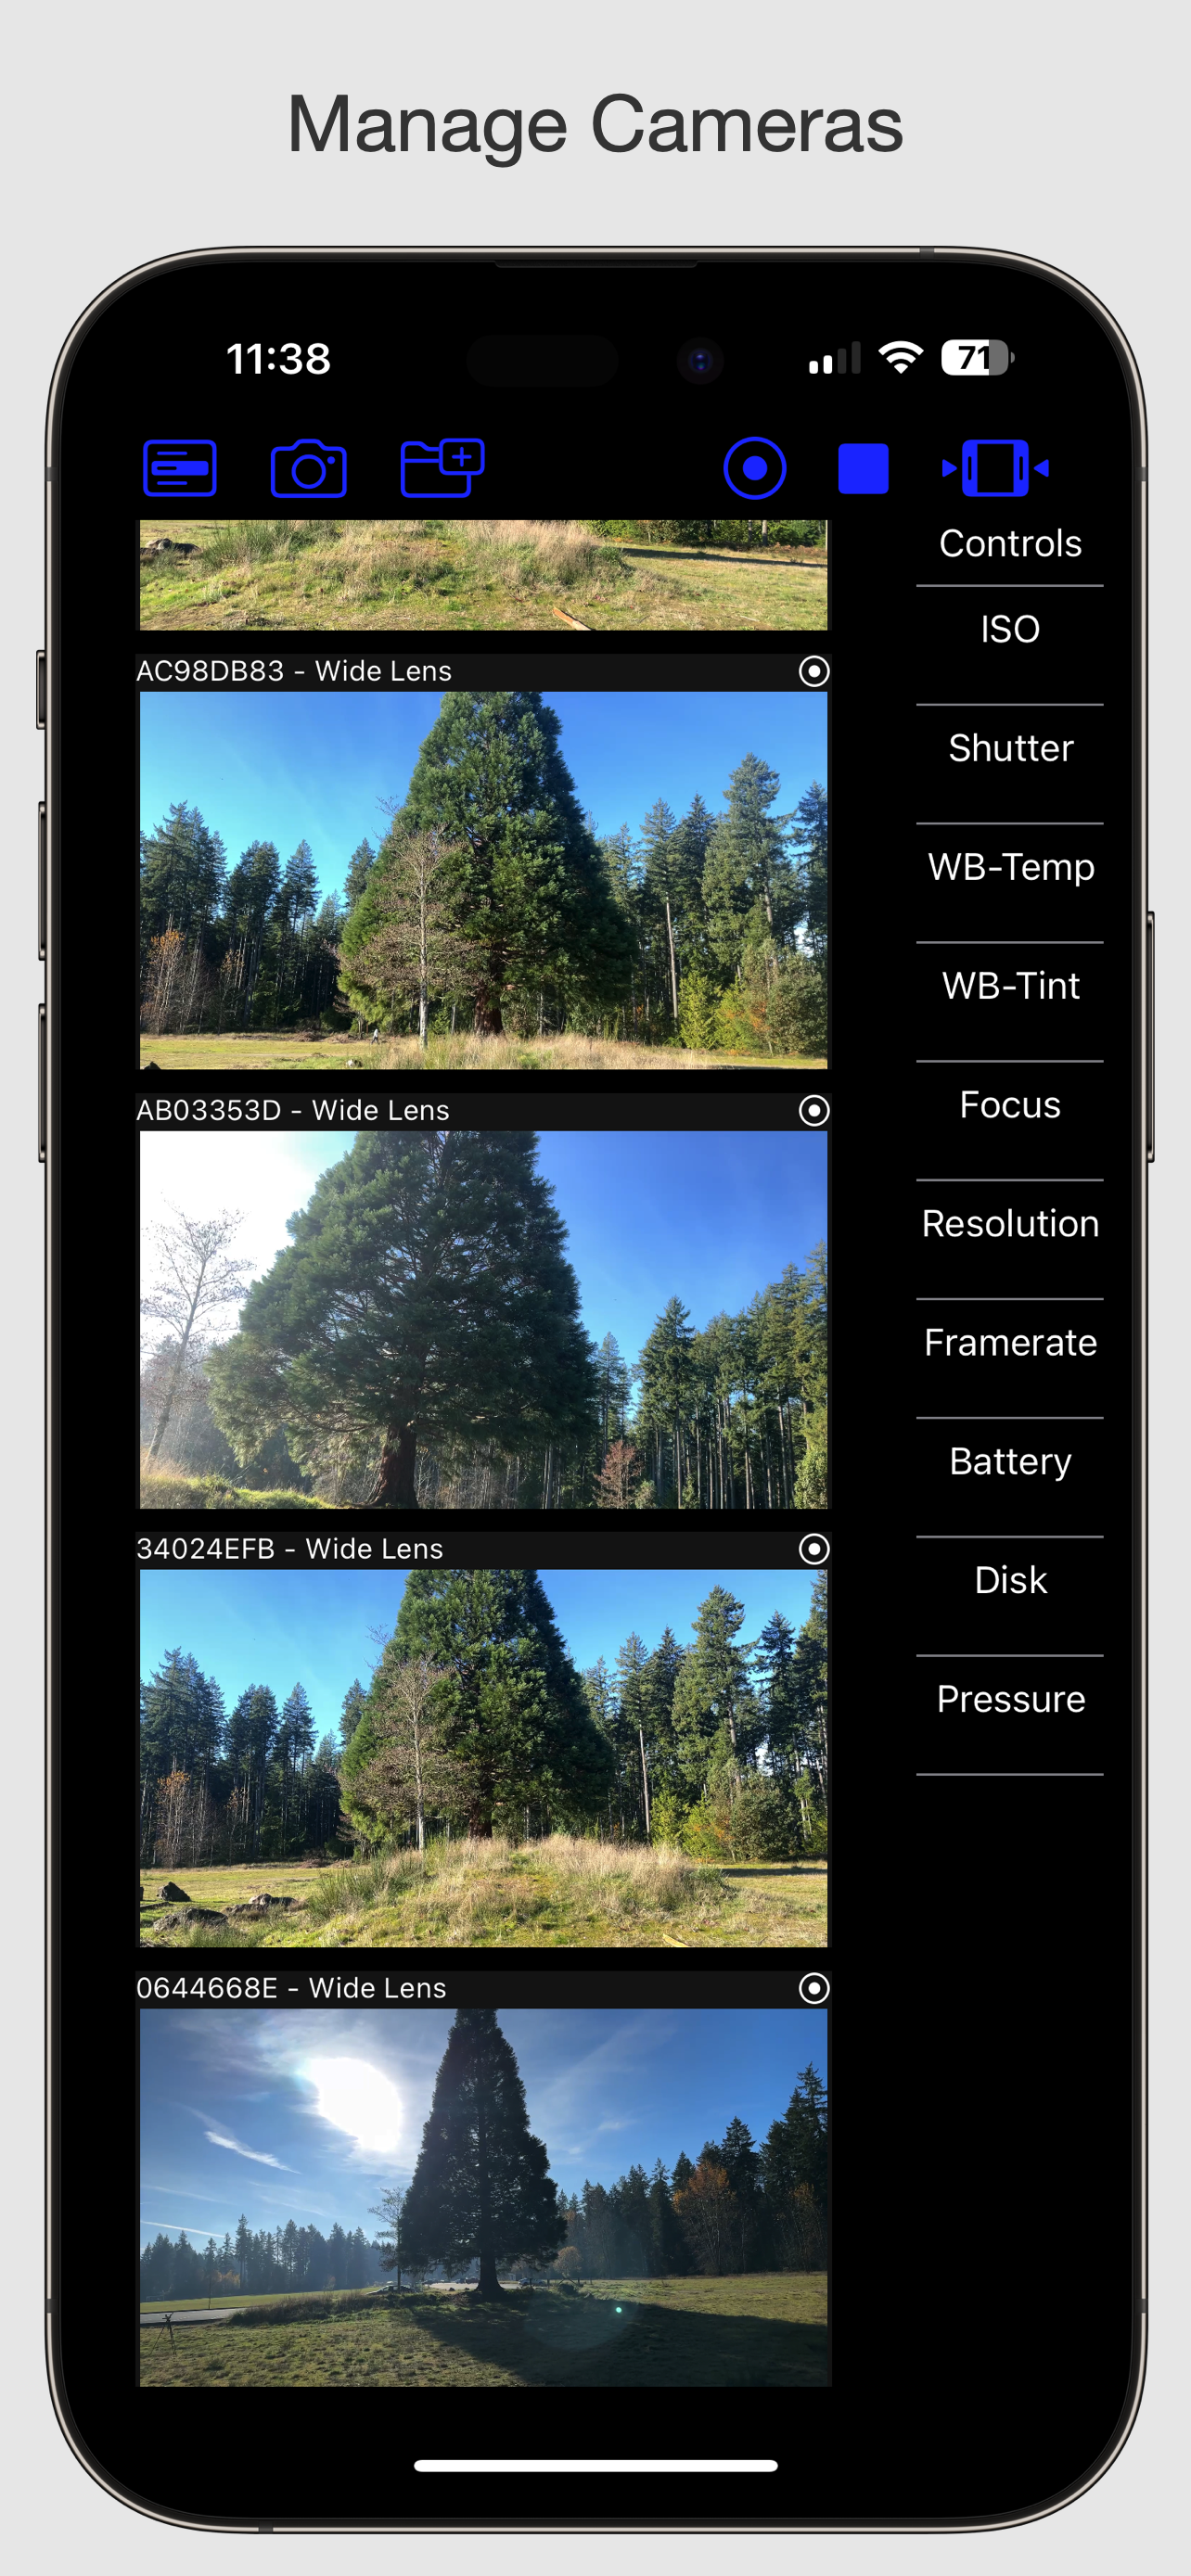 Manage Cameras
11:38
71
Controls
AC98DB83 - Wide Lens
ISO
Shutter
WB-Temp
WB-Tint
AB03353D - Wide Lens
Focus
Resolution
Framerate
Battery
34024EFB - Wide Lens
Disk
Pressure
0644668E - Wide Lens